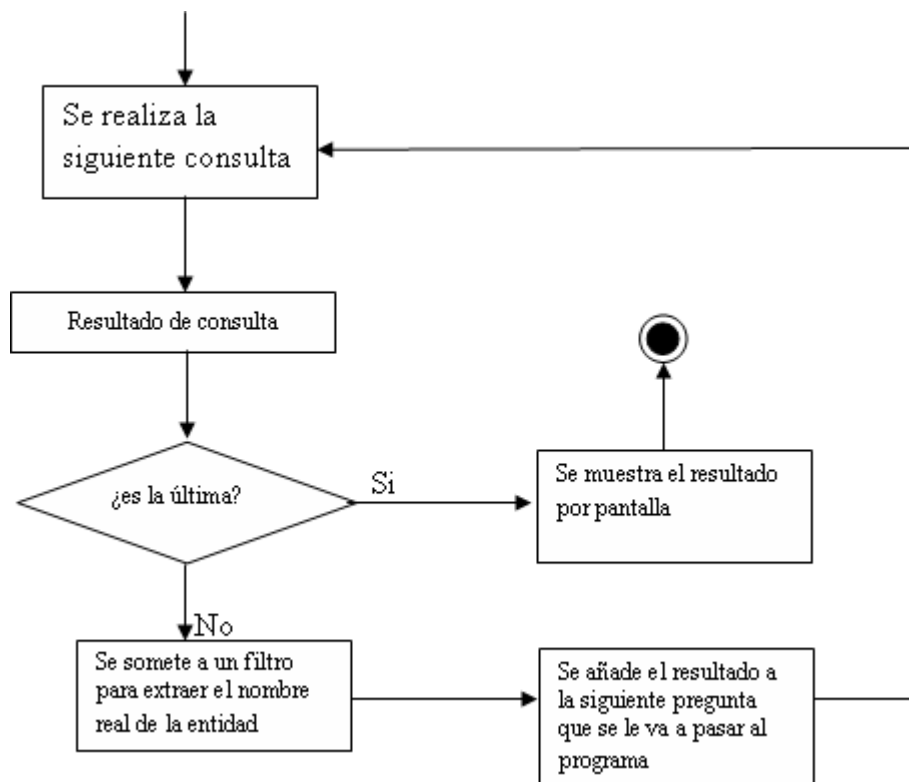 Se realiza la
siguiente consulta
Resultado de consulta
¿es la última?
Si
Se muestra el resultado
por pantalla
No
Se somete a un filtro
para extraer el nombre
real de la entidad
Se añade el resultado a
la siguiente pregunta
que se le va a pasar al
programa